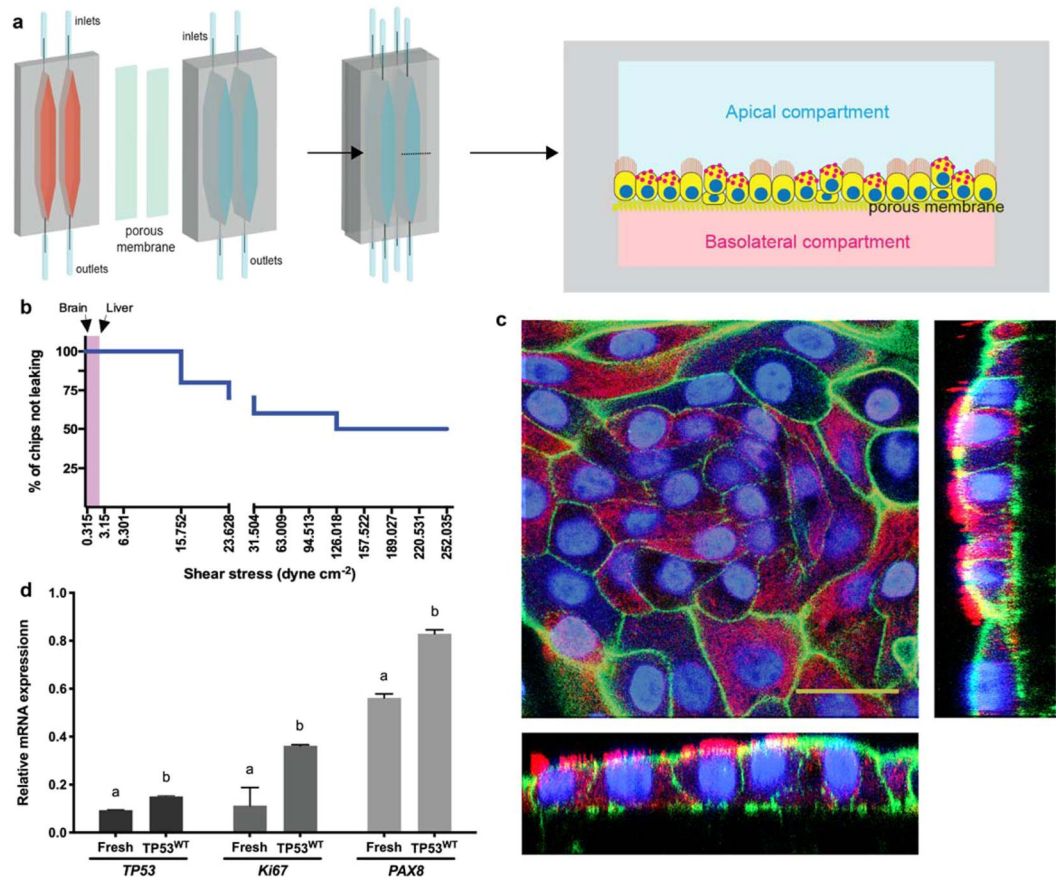 a
inlets
inlets
porous
membrane
outlets
outlets
Apical compartment
porous membrane
Basolateral compartment
b
Brain
Liver
% of chips not leaking
100
75
50
25
0.315
3.15
6.301
15.752
23.628
31.504
63.009
94.513
126.018
157.522
189.027
220.531
252.035
Shear stress (dyne cm-2)
c
d
Relative mRNA expressionn
1.0
0.8
0.6
0.4
0.2
0.0
a
b
a
b
a
b
Fresh TP53WT Fresh TP53WT Fresh TP53WT
TP53 Ki67 PAX8